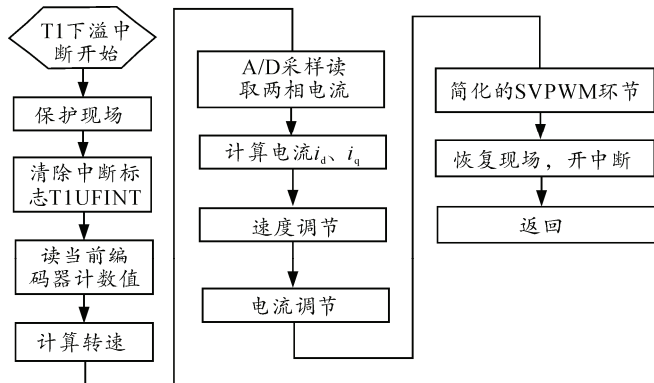 T1下溢中
断开始
保护现场
清除中断标
志T1UFINT
读当前编
码器计数值
计算转速
A/D采样读
取两相电流
计算电流id、iq
速度调节
电流调节
简化的SVPWM环节
恢复现场，开中断
返回